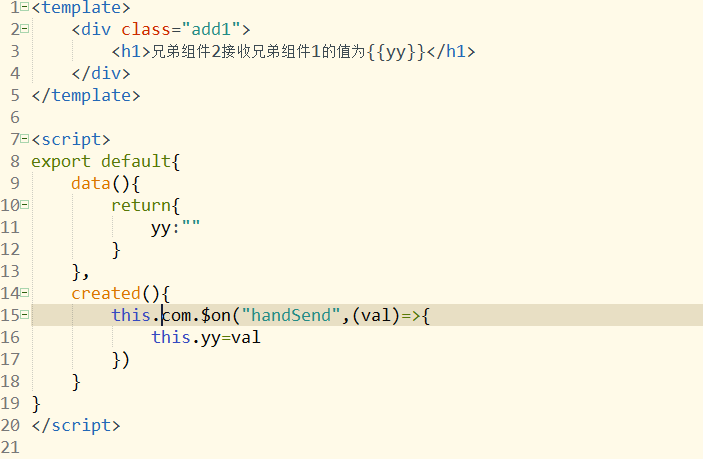 1 <template>
2     <div class="add1">
3         <h1>兄弟组件2接收兄弟组件1的值为{{yy}}</h1>
4     </div>
5 </template>
6
7 <script>
8 export default{
9     data(){
10         return{
11             yy:""
12         }
13     },
14     created(){
15         this.com.$on("handSend",(val)=>{
16             this.yy=val
17         })
18     }
19 }
20 </script>
21